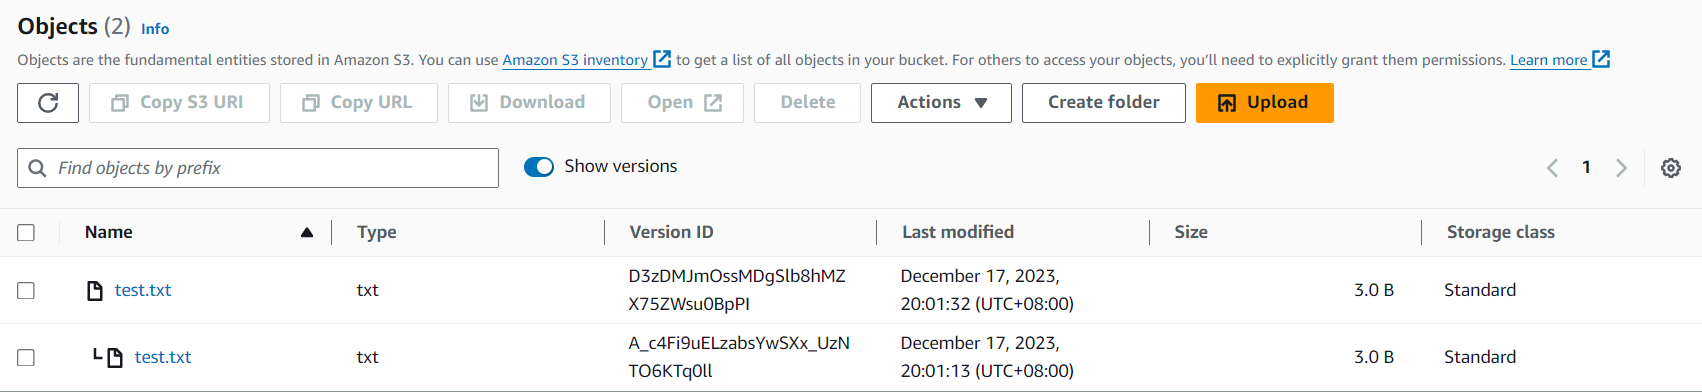 Objects (2) Info
Objects are the fundamental entities stored in Amazon S3. You can use Amazon S3 inventory to get a list of all objects in your bucket. For others to access your objects, you'll need to explicitly grant them permissions. Learn more
Copy S3 URI Copy URL Download Open Delete Actions Create folder Upload
Find objects by prefix Show versions 1
Name Type Version ID Last modified Size Storage class
test.txt txt D3zDMJmOssMDgSlb8hMZ December 17, 2023, 3.0 B Standard
X75ZWsu0BpPI 20:01:32 (UTC+08:00)
test.txt txt A_c4Fi9uELzabsYwSXx_UzN December 17, 2023, 3.0 B Standard
TO6KTq0ll 20:01:13 (UTC+08:00)